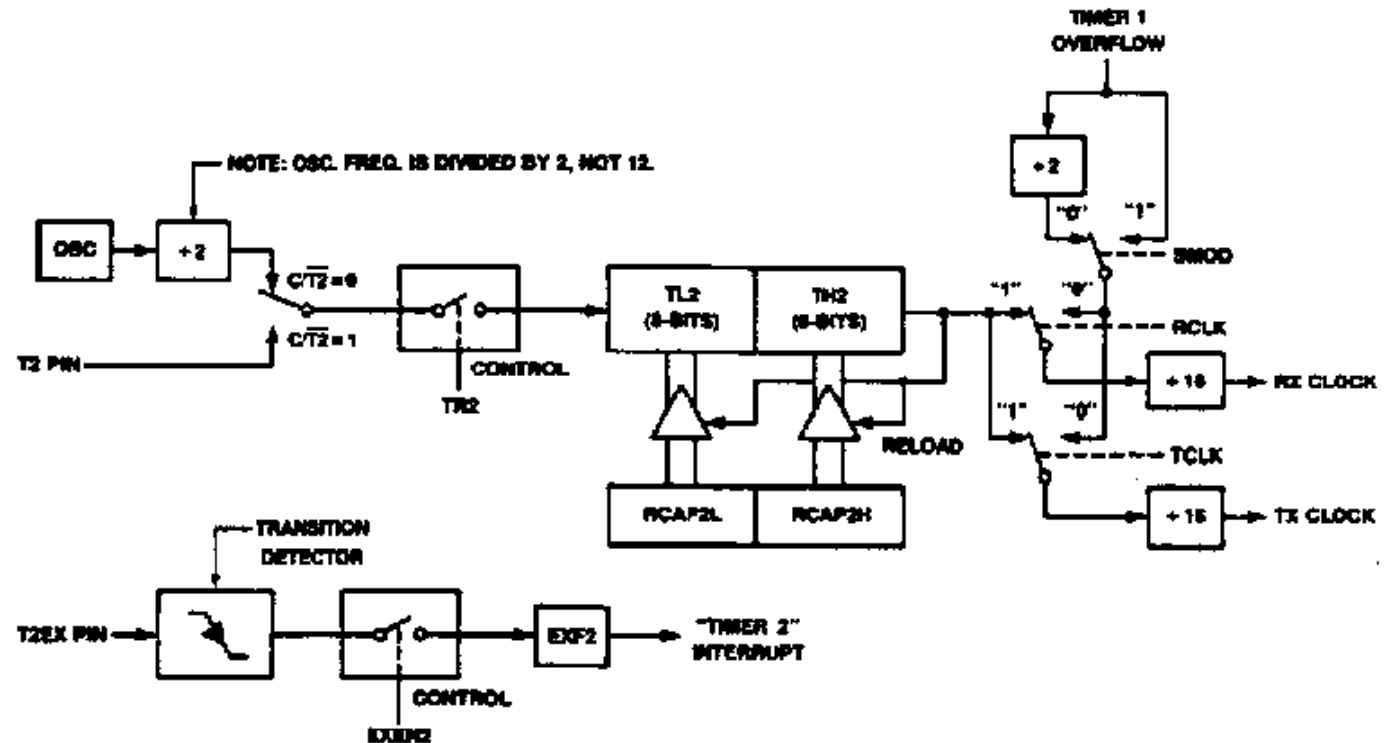 TIMER 1
OVERFLOW
NOTE: OSC. FREQ. IS DIVIDED BY 2, NOT 12.
÷ 2
"0"
"1"
OSC
÷ 2
C/T2 = 0
SMOD
TL2
(8-BITS)
TH2
(8-BITS)
"1"
"0"
C/T2 = 1
RCLK
T2 PIN
CONTROL
÷ 16
RX CLOCK
TR2
"1"
"0"
RELOAD
TCLK
RCAP2L
RCAP2H
÷ 16
TX CLOCK
TRANSITION
DETECTOR
T2EX PIN
EXF2
"TIMER 2"
INTERRUPT
CONTROL
EXEN2